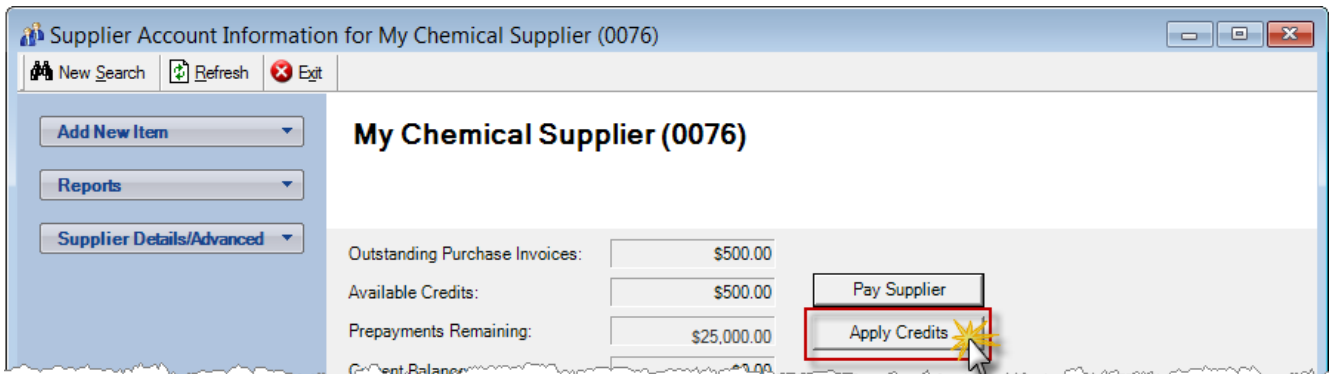 Supplier Account Information for My Chemical Supplier (0076)
New Search Refresh Exit
Add New Item
My Chemical Supplier (0076)
Reports
Supplier Details/Advanced
Outstanding Purchase Invoices: $500.00
Available Credits: $500.00 Pay Supplier
Prepayments Remaining: $25,000.00 Apply Credits